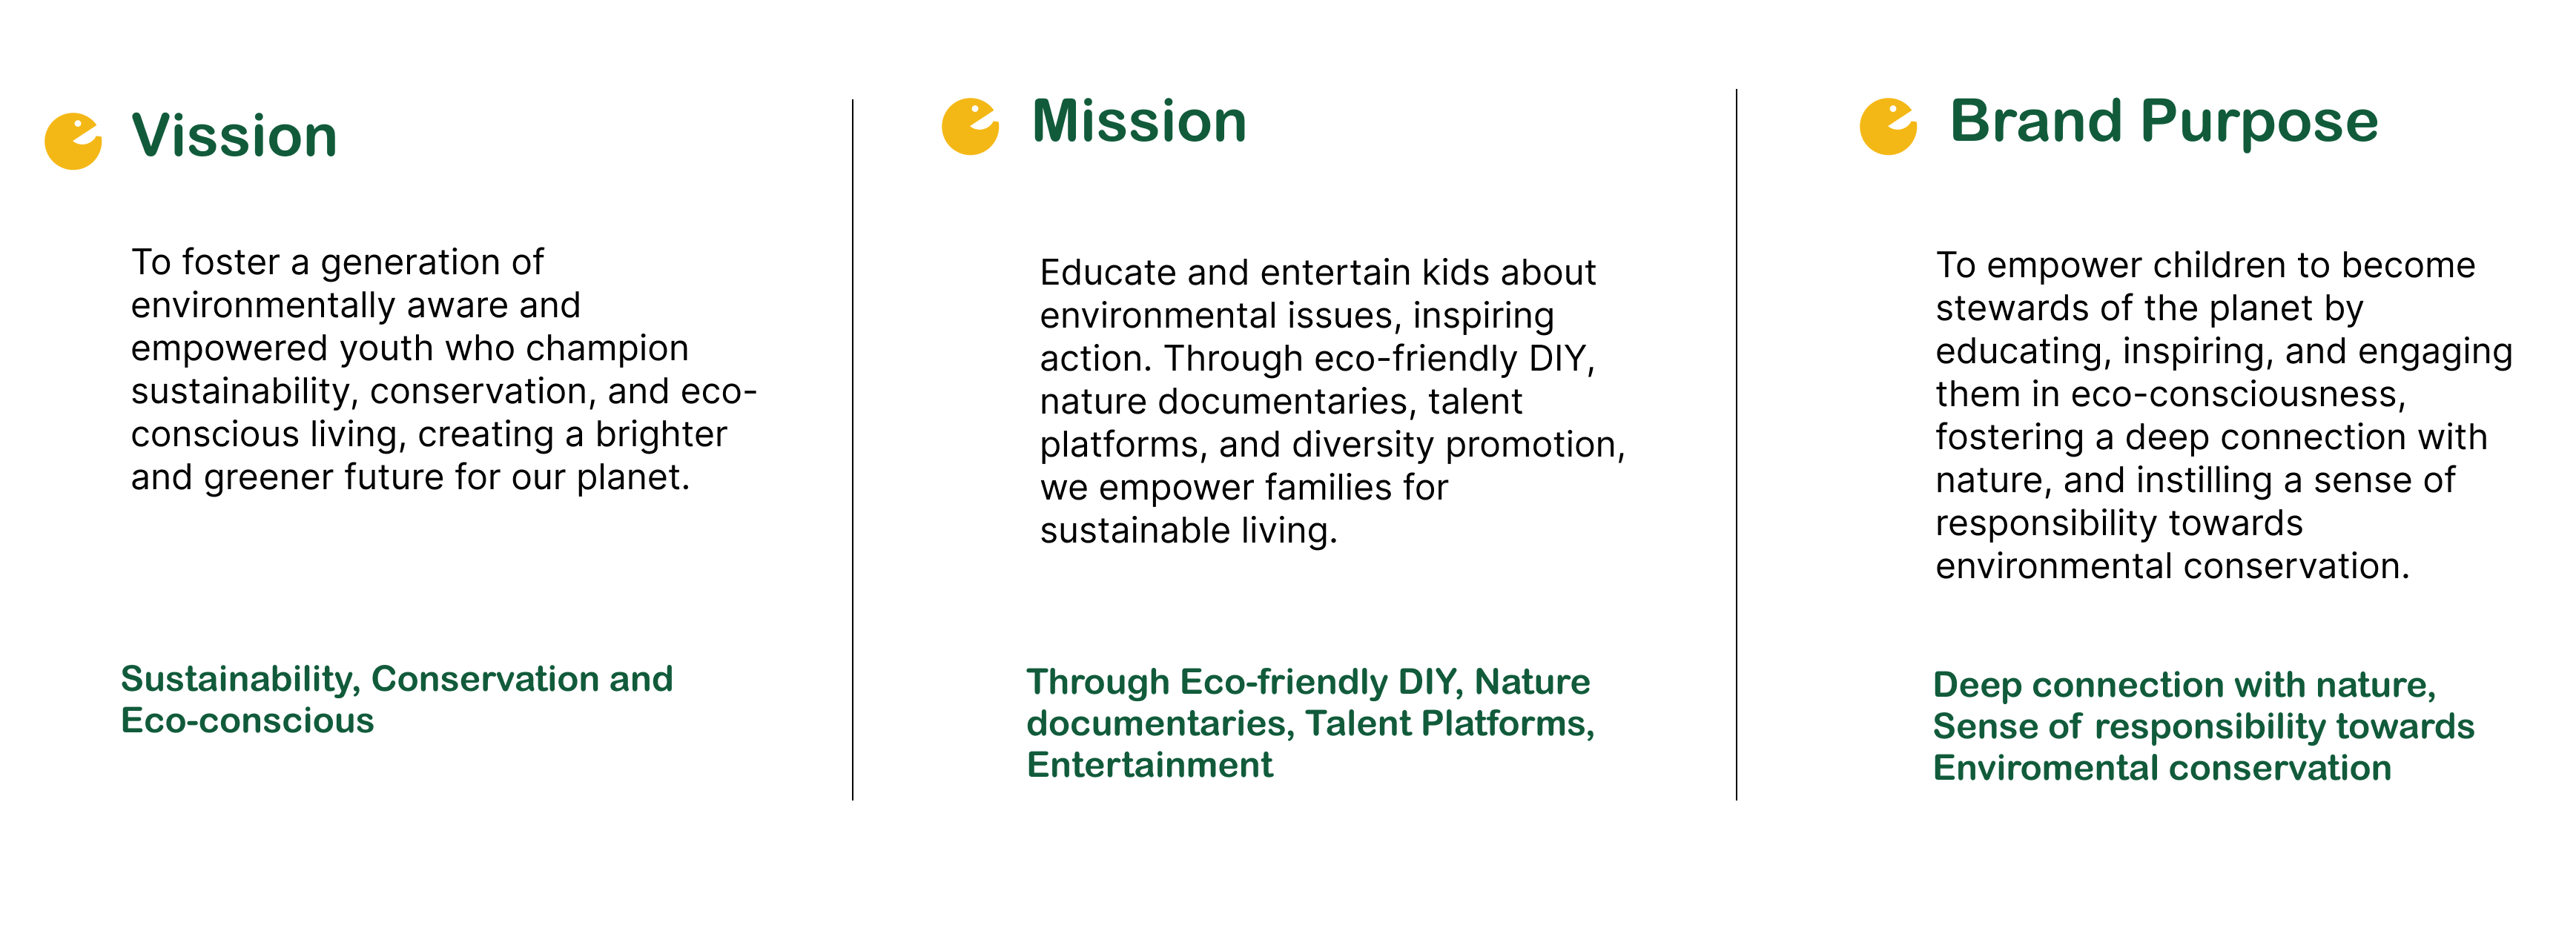 Vission
To foster a generation of
environmentally aware and
empowered youth who champion
sustainability, conservation, and eco-
conscious living, creating a brighter
and greener future for our planet.
Sustainability, Conservation and
Eco-conscious
Mission
Educate and entertain kids about
environmental issues, inspiring
action. Through eco-friendly DIY,
nature documentaries, talent
platforms, and diversity promotion,
we empower families for
sustainable living.
Through Eco-friendly DIY, Nature
documentaries, Talent Platforms,
Entertainment
Brand Purpose
To empower children to become
stewards of the planet by
educating, inspiring, and engaging
them in eco-consciousness,
fostering a deep connection with
nature, and instilling a sense of
responsibility towards
environmental conservation.
Deep connection with nature,
Sense of responsibility towards
Enviromental conservation